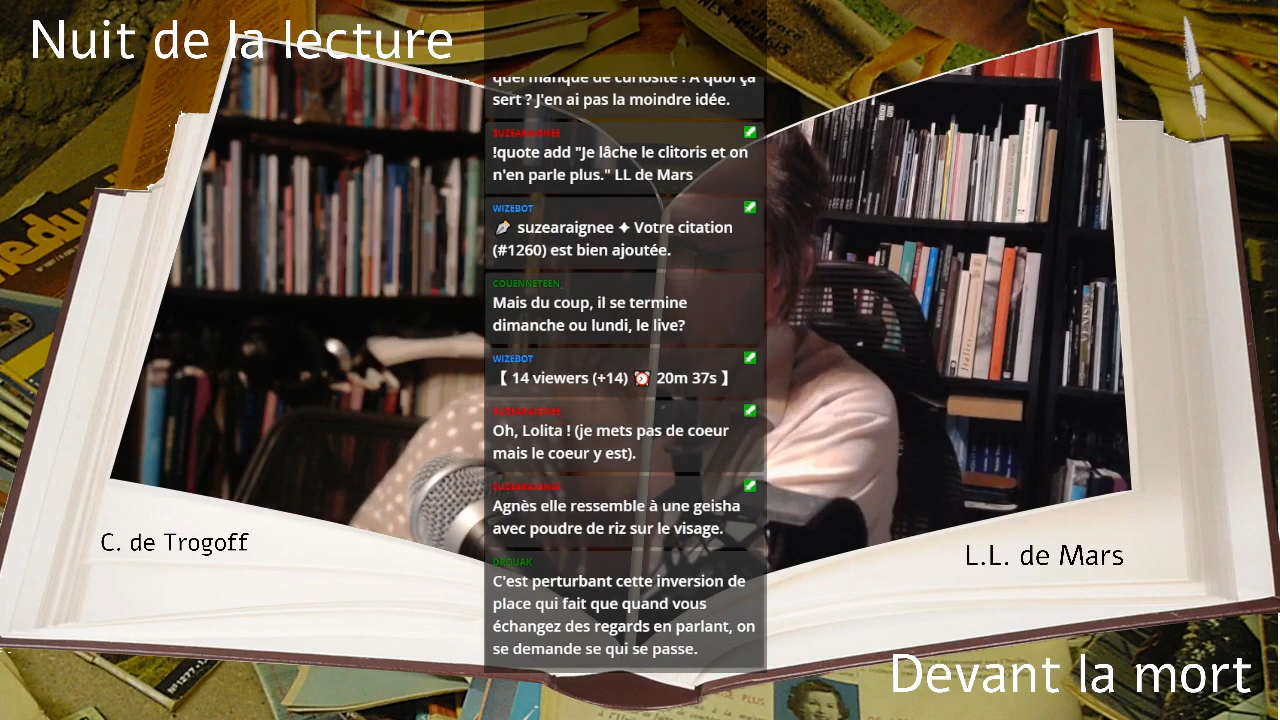 Nuit de la lecture
quel manque de curiosité ! A quoi ça
sert ? J'en ai pas la moindre idée.
SUZEARAIGNEE
!quote add "Je lâche le clitoris et on
n'en parle plus." LL de Mars
WIZEBOT
suzearaignee ✦ Votre citation
(#1260) est bien ajoutée.
COUENNETEEN_
Mais du coup, il se termine
dimanche ou lundi, le live?
WIZEBOT
【 14 viewers (+14) ⏰ 20m 37s 】
SUZEARAIGNEE
Oh, Lolita ! (je mets pas de coeur
mais le coeur y est).
SUZEARAIGNEE
Agnès elle ressemble à une geisha
avec poudre de riz sur le visage.
DROUAK
C'est perturbant cette inversion de
place qui fait que quand vous
échangez des regards en parlant, on
se demande se qui se passe.
C. de Trogoff
L.L. de Mars
Devant la mort